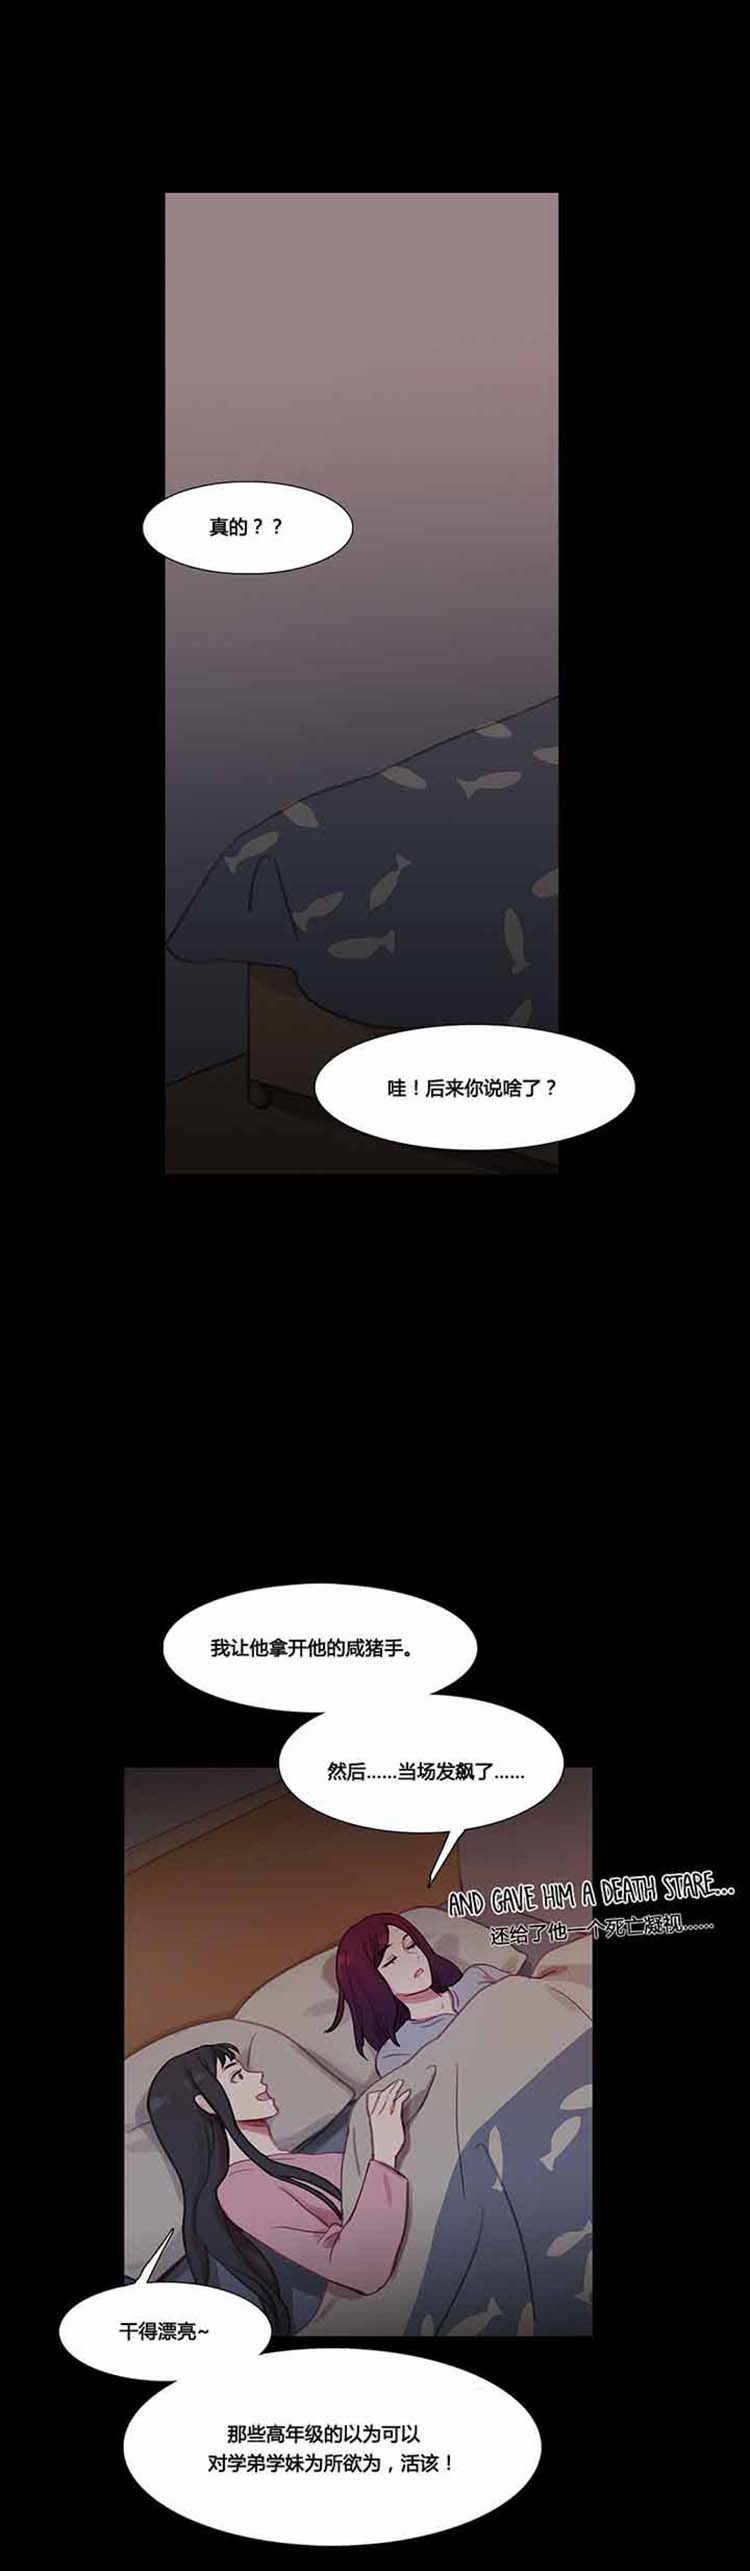 真的？？
哇！后来你说啥了？
我让他拿开他的咸猪手。
然后……当场发飙了……
AND GAVE HIM A DEATH STARE...
还给了他一个死亡凝视……
干得漂亮~
那些高年级的以为可以
对学弟学妹为所欲为，活该！